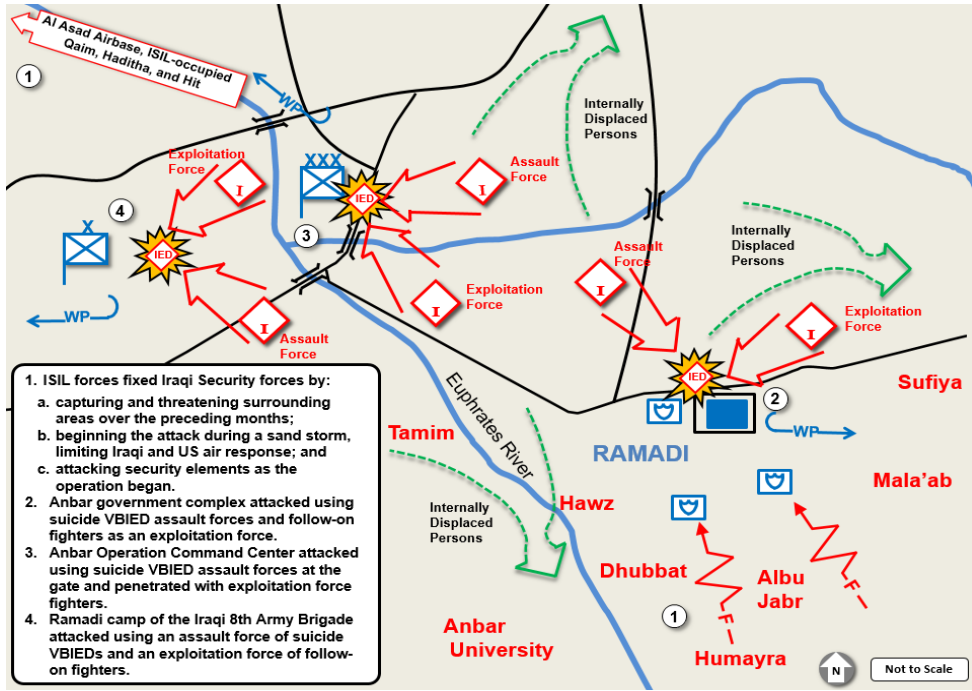 Al Asad Airbase, ISIL-occupied
Qaim, Haditha, and Hit
1
WP
Internally
Displaced
Persons
Exploitation
Force
I
XXX
IED
Assault
Force
I
4
X
IED
3
Internally
Displaced
Persons
Assault
Force
I
Exploitation
Force
I
Exploitation
Force
I
WP
I
Assault
Force
IED
Sufiya
2
WP
1. ISIL forces fixed Iraqi Security forces by:
a. capturing and threatening surrounding
areas over the preceding months;
b. beginning the attack during a sand storm,
limiting Iraqi and US air response; and
c. attacking security elements as the
operation began.
2. Anbar government complex attacked using
suicide VBIED assault forces and follow-on
fighters as an exploitation force.
3. Anbar Operation Command Center attacked
using suicide VBIED assault forces at the
gate and penetrated with exploitation force
fighters.
4. Ramadi camp of the Iraqi 8th Army Brigade
attacked using an assault force of suicide
VBIEDs and an exploitation force of follow-
on fighters.
Euphrates River
Tamim
RAMADI
Mala'ab
Hawz
Internally
Displaced
Persons
Dhubbat
Albu
Jabr
F
F
1
Anbar
University
Humayra
N
Not to Scale